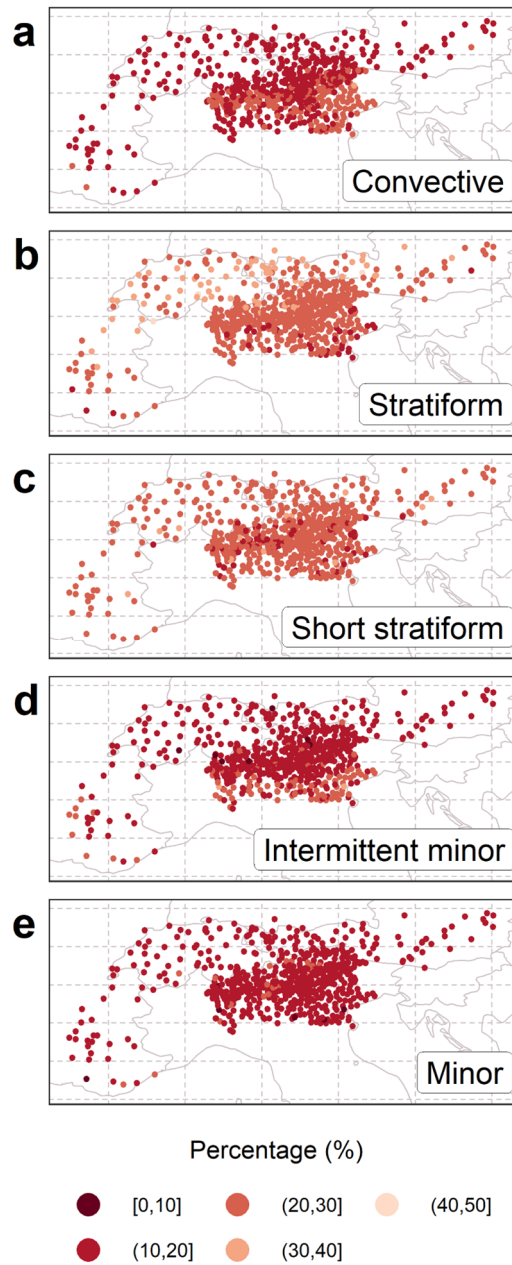 a
Convective
b
Stratiform
c
Short stratiform
d
Intermittent minor
e
Minor
Percentage (%)
[0,10] (20,30] (40,50]
(10,20] (30,40]